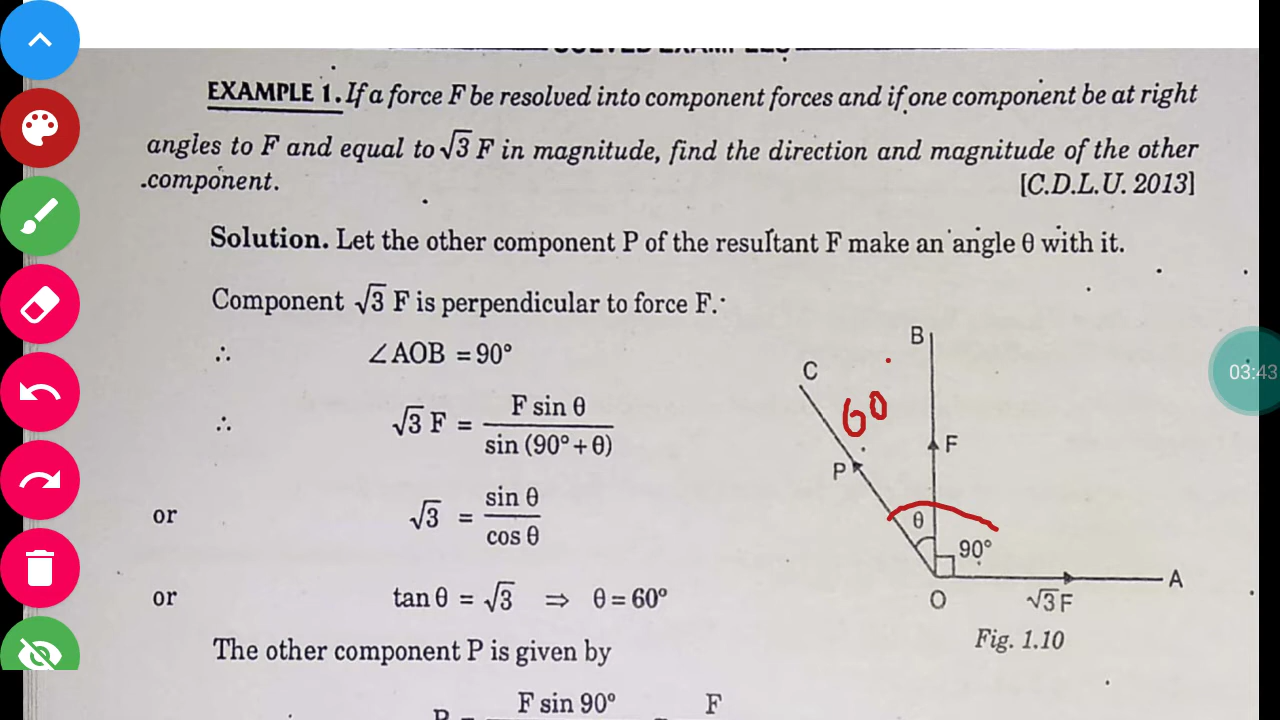 SOLVED EXAMPLES
EXAMPLE 1. If a force F be resolved into component forces and if one component be at right
angles to F and equal to √3 F in magnitude, find the direction and magnitude of the other
component. [C.D.L.U. 2013]
Solution. Let the other component P of the resultant F make an angle θ with it.
Component √3 F is perpendicular to force F.
∴ ∠AOB = 90°
∴ √3 F = F sin θ / sin (90° + θ)
or √3 = sin θ / cos θ
or tan θ = √3 ⇒ θ = 60°
The other component P is given by
P = F sin 90° = F
B
C
60
F
P
θ
90°
A
O
√3F
Fig. 1.10
03:43